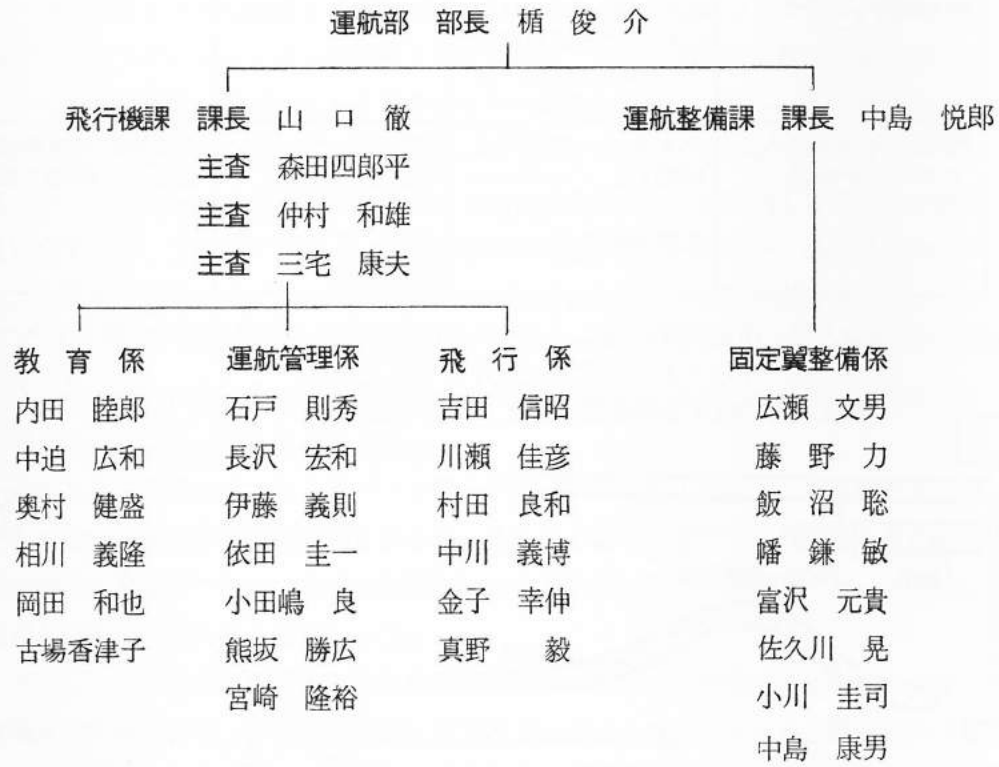 運航部 部長 楯 俊 介
飛行機課 課長 山 口 徹 運航整備課 課長 中島 悦郎
主査 森田四郎平
主査 仲村 和雄
主査 三宅 康夫
教 育 係 運航管理係 飛 行 係 固定翼整備係
内田 睦郎 石戸 則秀 吉田 信昭 広瀬 文男
中迫 広和 長沢 宏和 川瀬 佳彦 藤 野 力
奥村 健盛 伊藤 義則 村田 良和 飯 沼 聡
相川 義隆 依田 圭一 中川 義博 幡 鎌 敏
岡田 和也 小田嶋 良 金子 幸伸 富沢 元貴
古場香津子 熊坂 勝広 真野 毅 佐久川 晃
宮崎 隆裕 小川 圭司
中島 康男